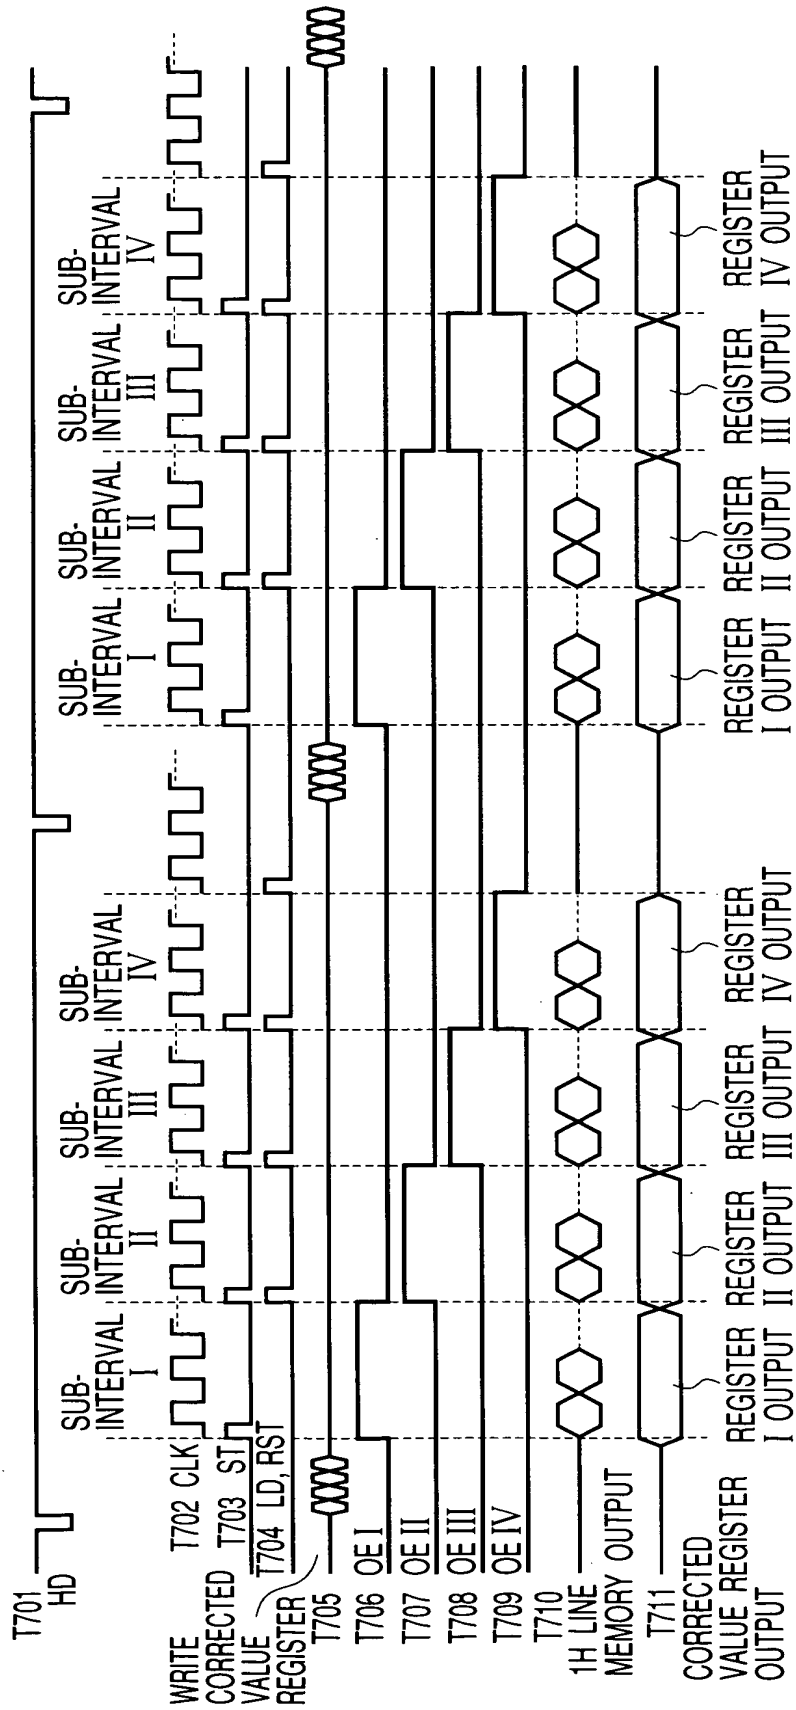 T701
HD
SUB-
INTERVAL
I
SUB-
INTERVAL
II
SUB-
INTERVAL
III
SUB-
INTERVAL
IV
SUB-
INTERVAL
I
SUB-
INTERVAL
II
SUB-
INTERVAL
III
SUB-
INTERVAL
IV
T702 CLK
T703 ST
T704 LD, RST
WRITE
CORRECTED
VALUE
REGISTER
T705
T706 OE I
T707 OE II
T708 OE III
T709 OE IV
T710
1H LINE
MEMORY OUTPUT
T711
CORRECTED
VALUE REGISTER
OUTPUT
REGISTER
I OUTPUT
REGISTER
II OUTPUT
REGISTER
III OUTPUT
REGISTER
IV OUTPUT
REGISTER
I OUTPUT
REGISTER
II OUTPUT
REGISTER
III OUTPUT
REGISTER
IV OUTPUT